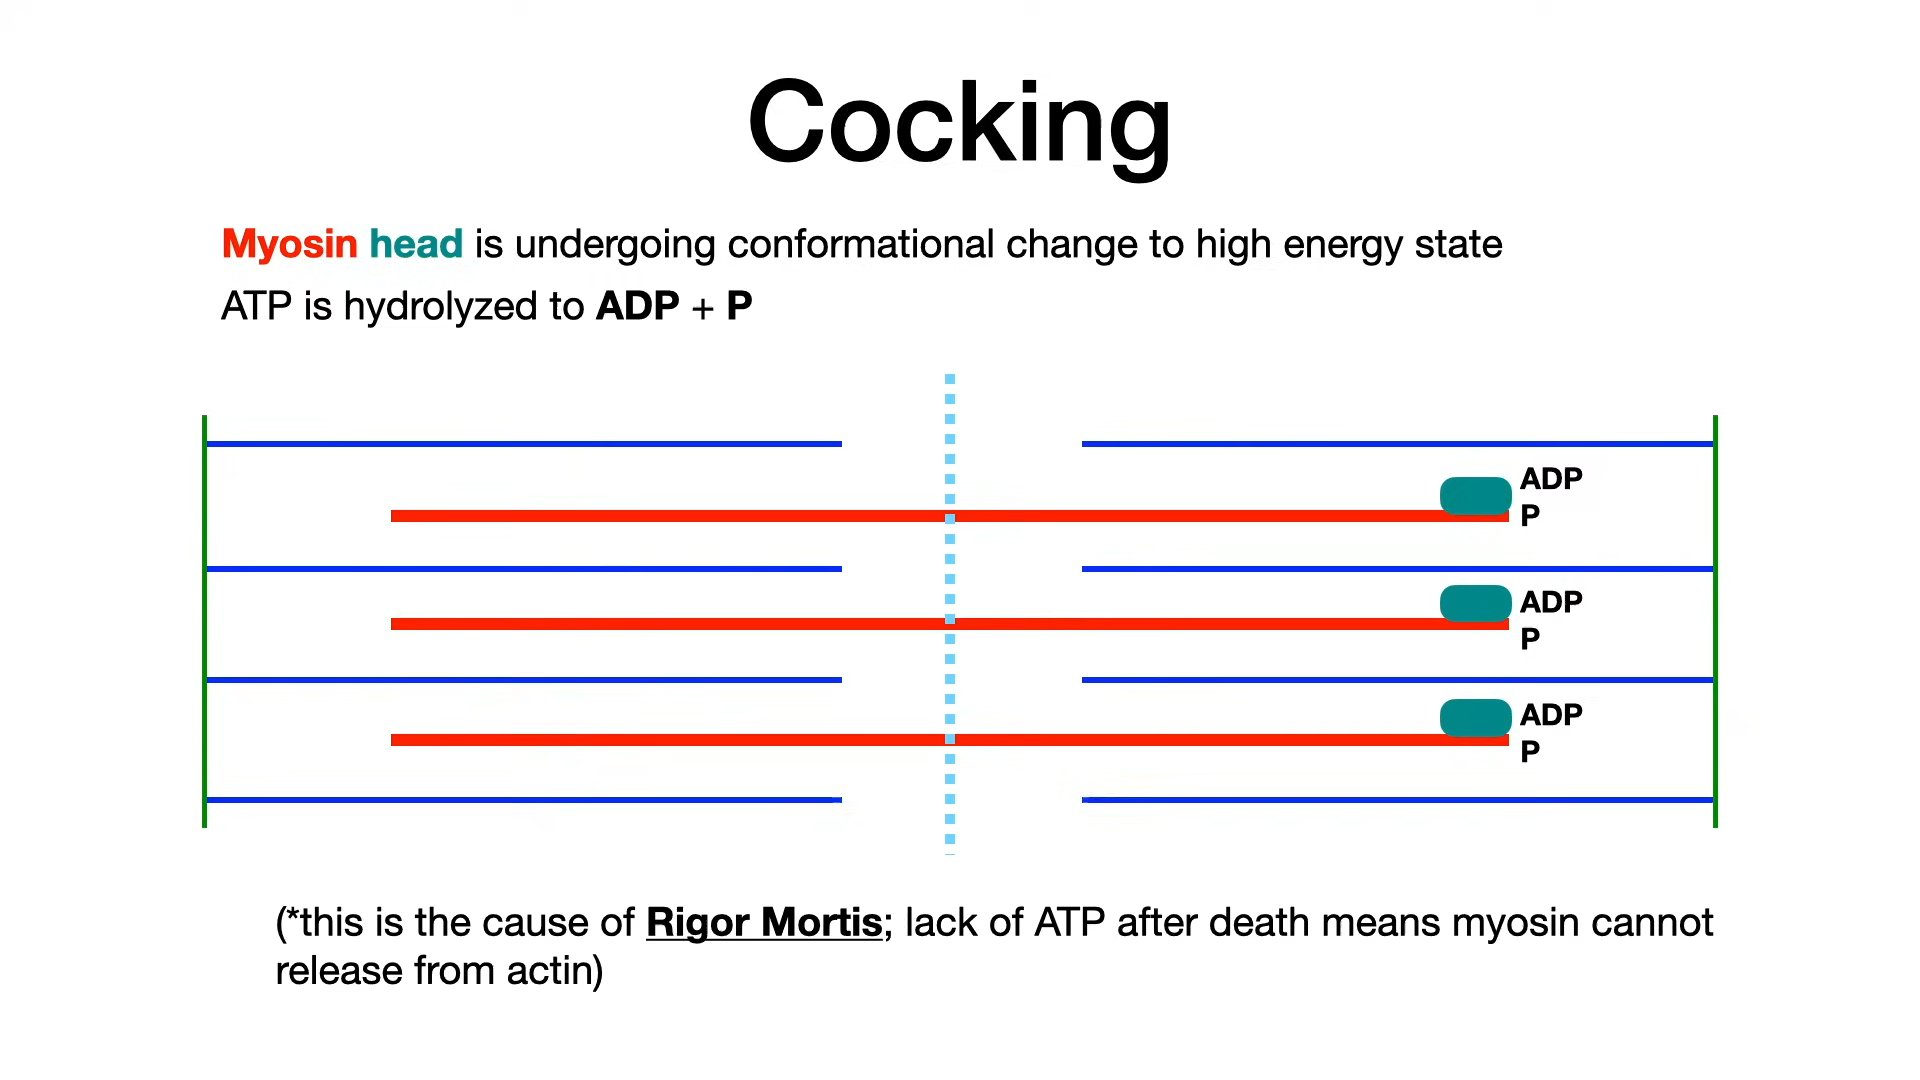 Cocking
Myosin head is undergoing conformational change to high energy state
ATP is hydrolyzed to ADP + P
ADP
P
ADP
P
ADP
P
(*this is the cause of Rigor Mortis; lack of ATP after death means myosin cannot
release from actin)